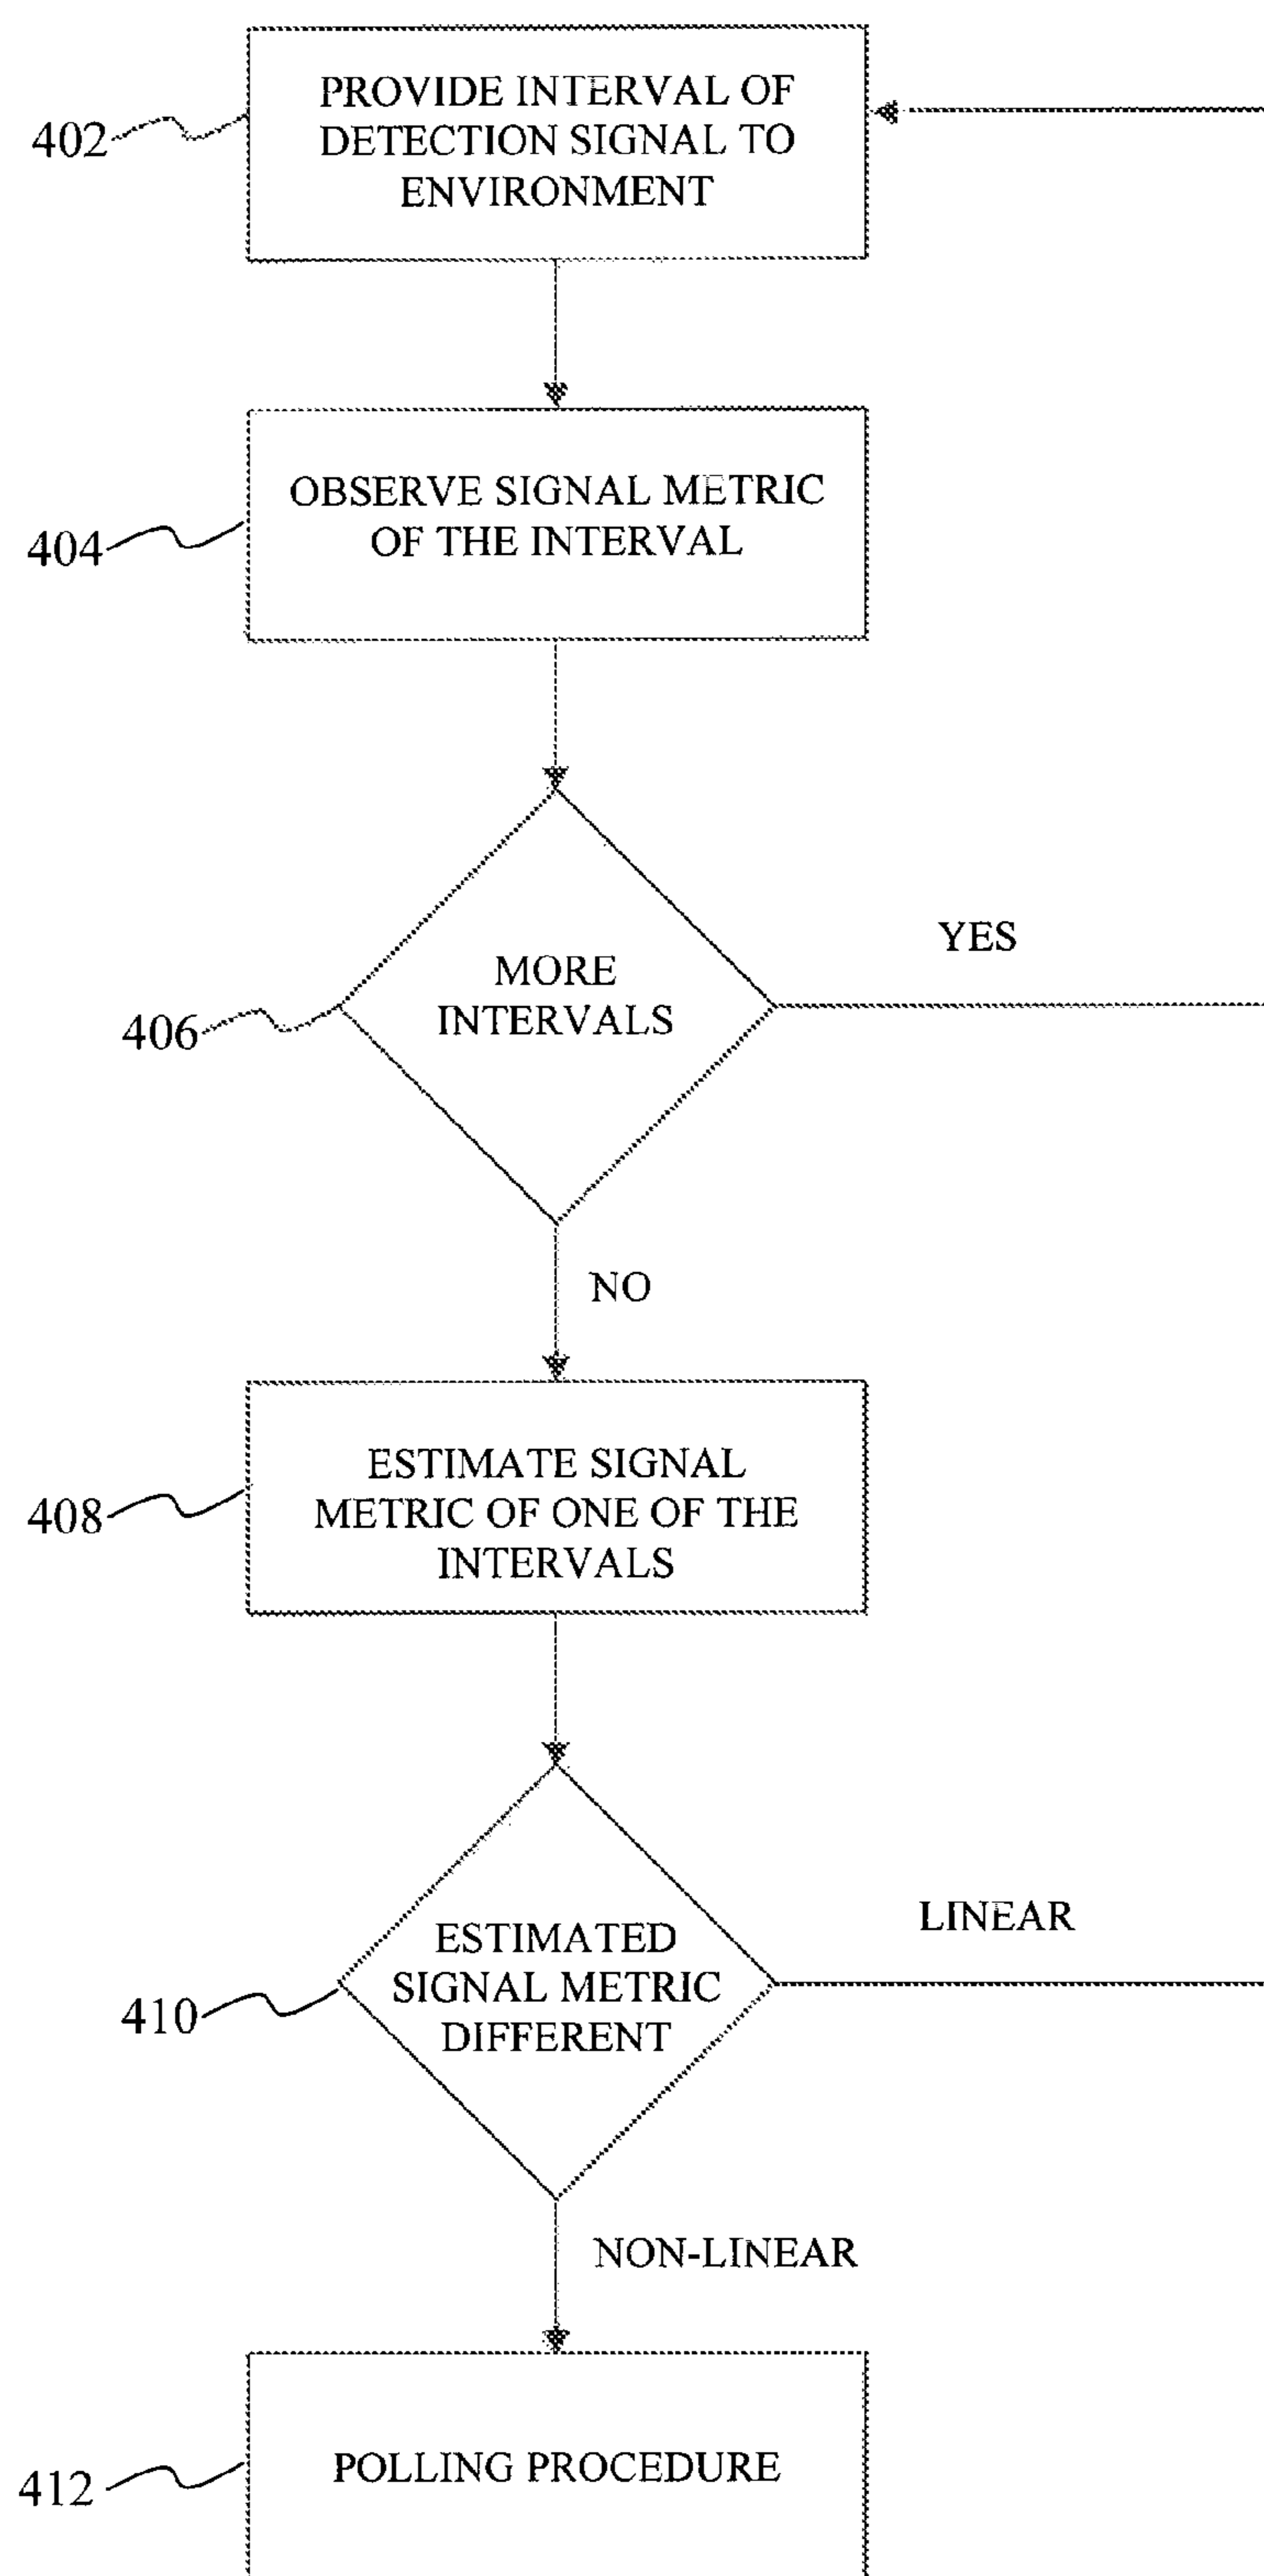 PROVIDE INTERVAL OF
DETECTION SIGNAL TO
ENVIRONMENT
402
OBSERVE SIGNAL METRIC
OF THE INTERVAL
404
MORE
INTERVALS
YES
406
NO
ESTIMATE SIGNAL
METRIC OF ONE OF THE
INTERVALS
408
ESTIMATED
SIGNAL METRIC
DIFFERENT
LINEAR
410
NON-LINEAR
POLLING PROCEDURE
412